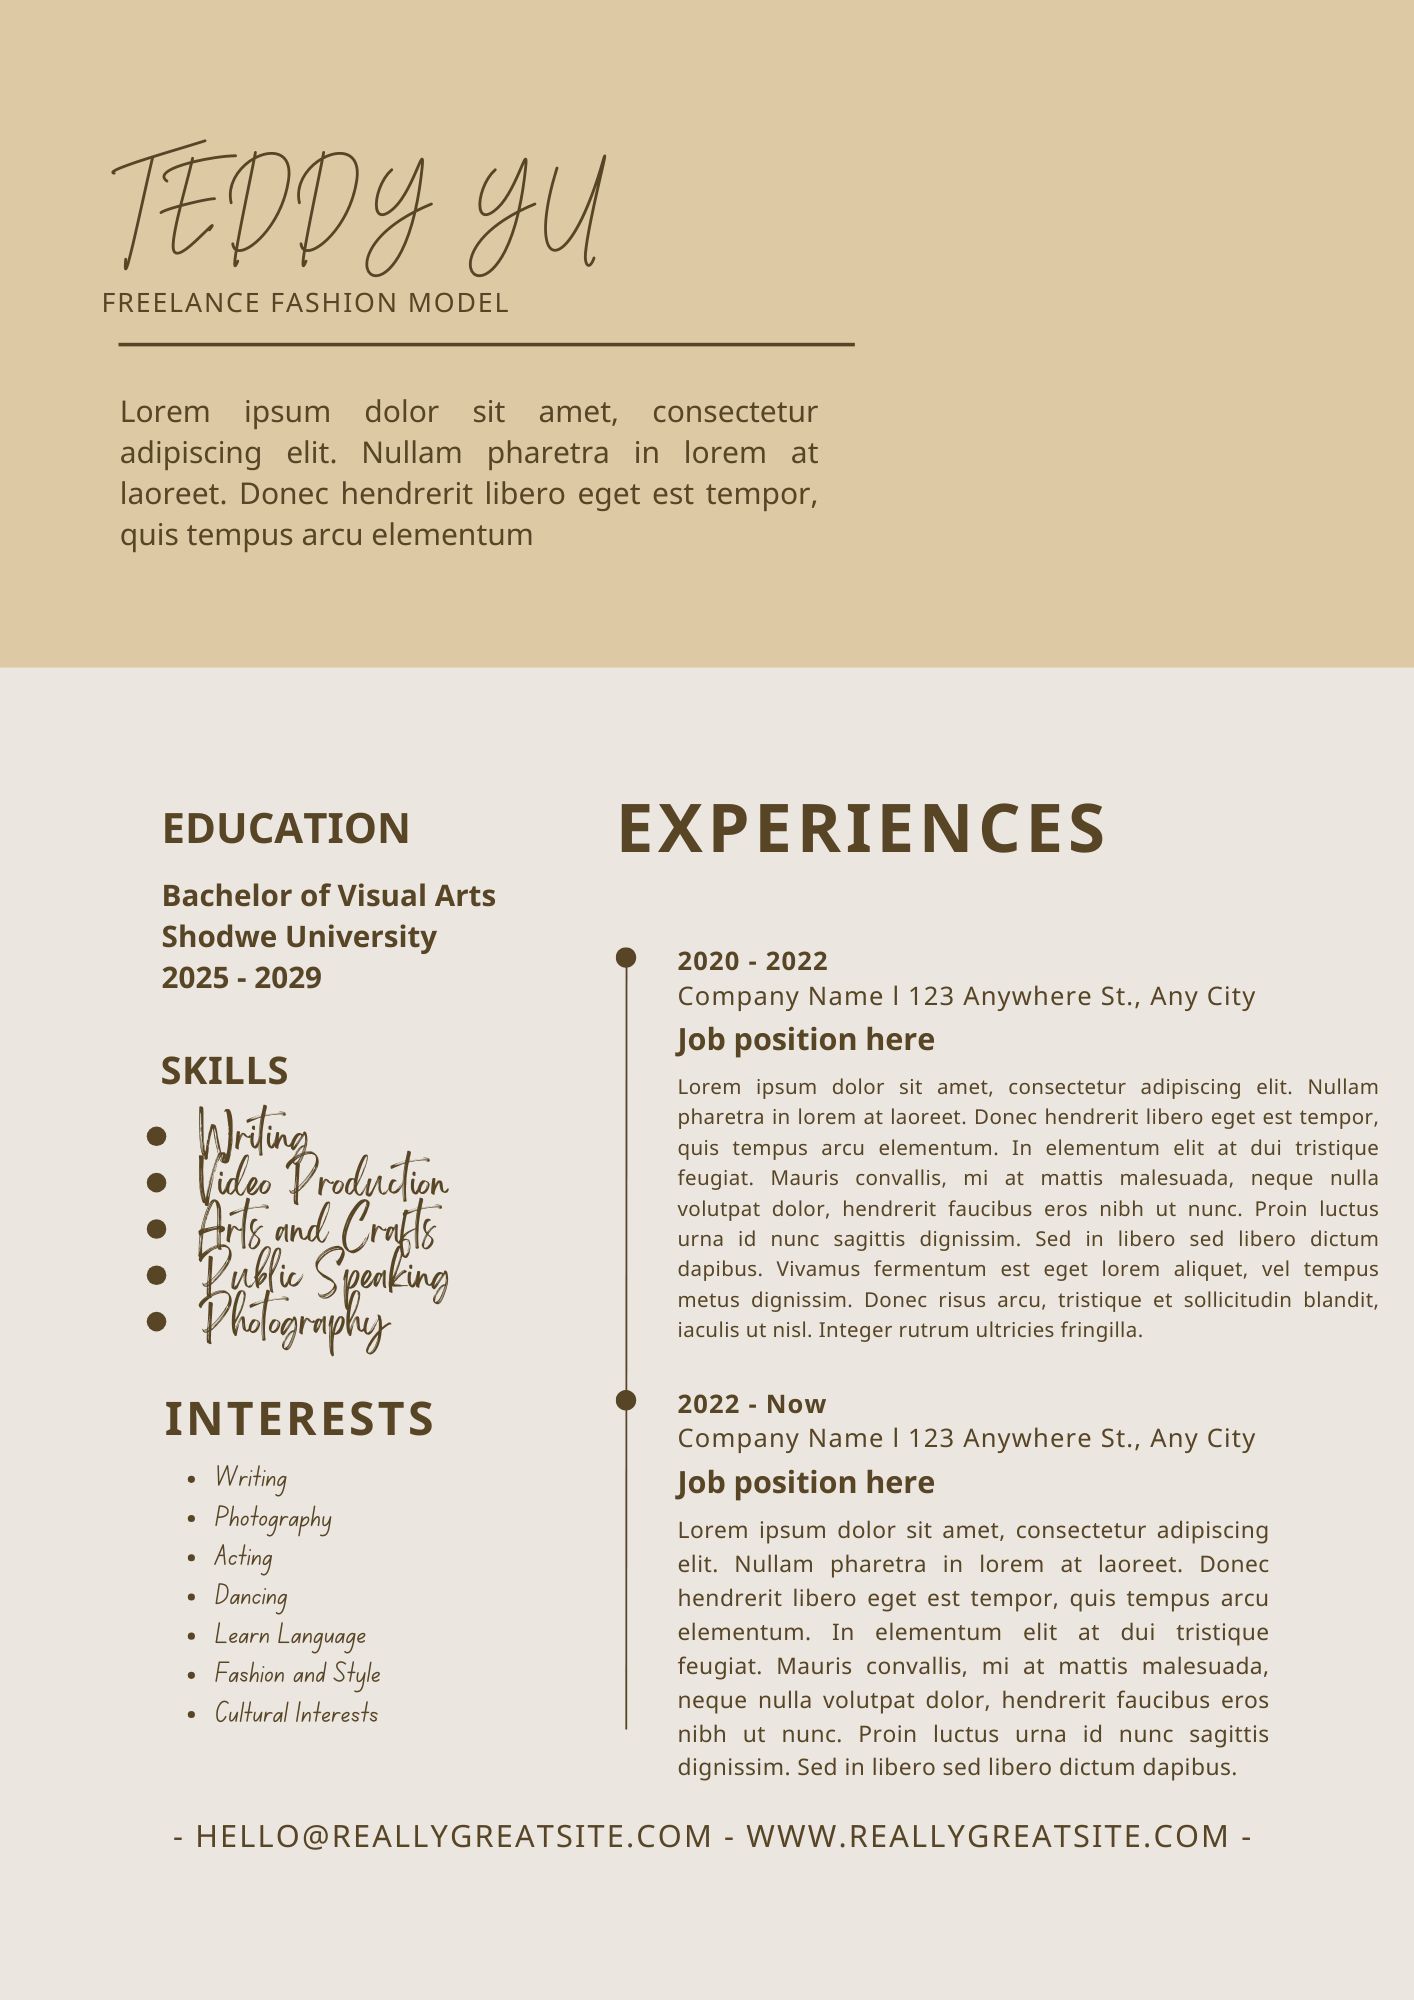 TEDDY YU
FREELANCE FASHION MODEL
Lorem ipsum dolor sit amet, consectetur
adipiscing elit. Nullam pharetra in lorem at
laoreet. Donec hendrerit libero eget est tempor,
quis tempus arcu elementum
EDUCATION
Bachelor of Visual Arts
Shodwe University
2025 - 2029
SKILLS
Writing
Video Production
Arts and Crafts
Public Speaking
Photography
INTERESTS
Writing
Photography
Acting
Dancing
Learn Language
Fashion and Style
Cultural Interests
EXPERIENCES
2020 - 2022
Company Name l 123 Anywhere St., Any City
Job position here
Lorem ipsum dolor sit amet, consectetur adipiscing elit. Nullam
pharetra in lorem at laoreet. Donec hendrerit libero eget est tempor,
quis tempus arcu elementum. In elementum elit at dui tristique
feugiat. Mauris convallis, mi at mattis malesuada, neque nulla
volutpat dolor, hendrerit faucibus eros nibh ut nunc. Proin luctus
urna id nunc sagittis dignissim. Sed in libero sed libero dictum
dapibus. Vivamus fermentum est eget lorem aliquet, vel tempus
metus dignissim. Donec risus arcu, tristique et sollicitudin blandit,
iaculis ut nisl. Integer rutrum ultricies fringilla.
2022 - Now
Company Name l 123 Anywhere St., Any City
Job position here
Lorem ipsum dolor sit amet, consectetur adipiscing
elit. Nullam pharetra in lorem at laoreet. Donec
hendrerit libero eget est tempor, quis tempus arcu
elementum. In elementum elit at dui tristique
feugiat. Mauris convallis, mi at mattis malesuada,
neque nulla volutpat dolor, hendrerit faucibus eros
nibh ut nunc. Proin luctus urna id nunc sagittis
dignissim. Sed in libero sed libero dictum dapibus.
- HELLO@REALLYGREATSITE.COM - WWW.REALLYGREATSITE.COM -